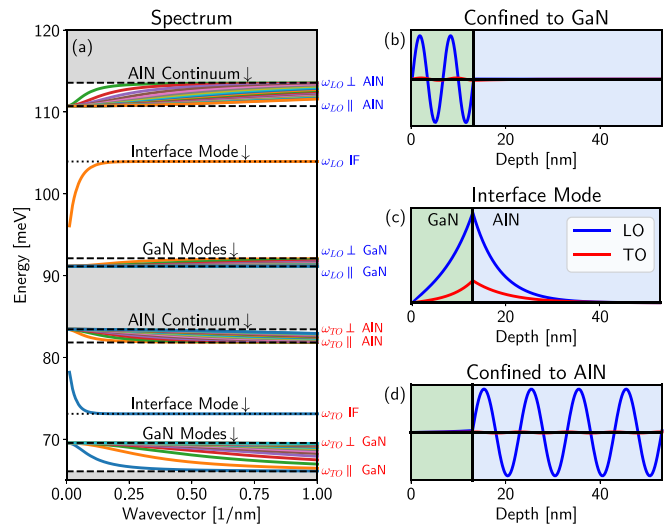 Spectrum
(a)
120
110
100
90
80
70
Energy [meV]
0.00 0.25 0.50 0.75 1.00
Wavevector [1/nm]
AlN Continuum↓
Interface Mode↓
GaN Modes↓
AlN Continuum↓
Interface Mode↓
GaN Modes↓
ω_LO ⊥ AlN
ω_LO ∥ AlN
ω_LO IF
ω_LO ⊥ GaN
ω_LO ∥ GaN
ω_TO ⊥ AlN
ω_TO ∥ AlN
ω_TO IF
ω_TO ⊥ GaN
ω_TO ∥ GaN
Confined to GaN
(b)
0 20 40
Depth [nm]
Interface Mode
(c) GaN AlN
LO
TO
0 20 40
Depth [nm]
Confined to AlN
(d)
0 20 40
Depth [nm]